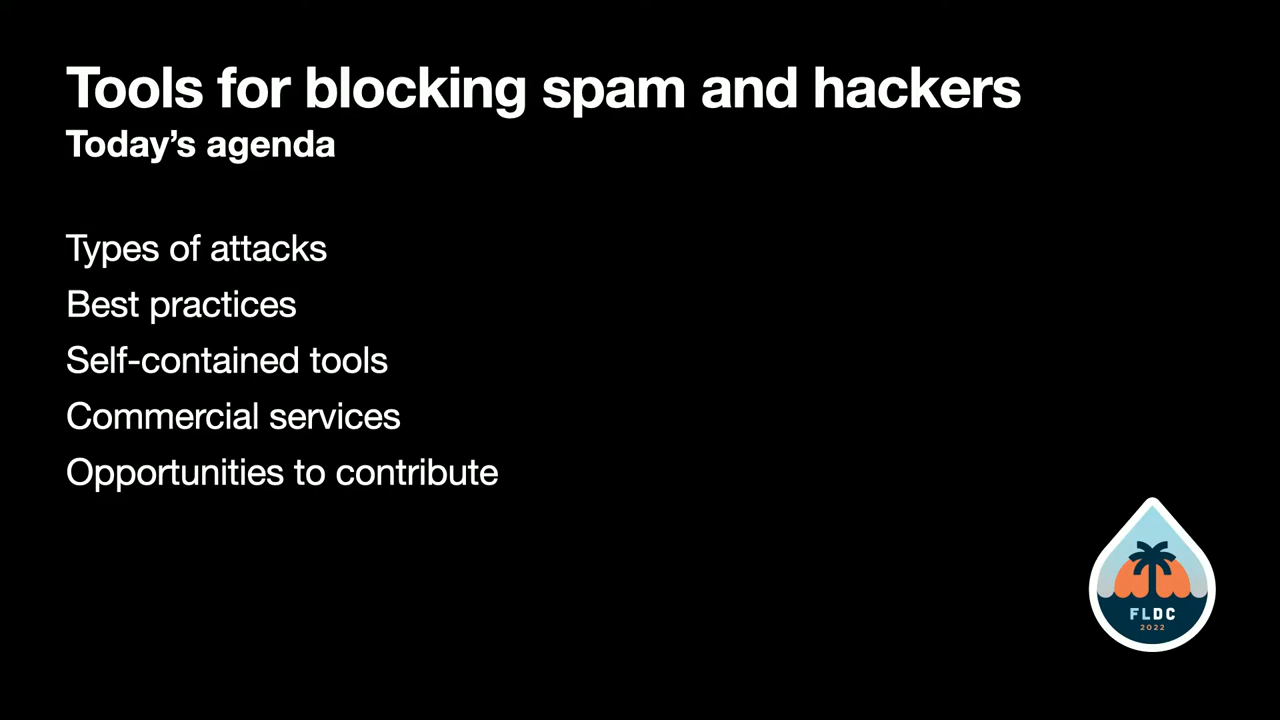 Tools for blocking spam and hackers
Today’s agenda
Types of attacks
Best practices
Self-contained tools
Commercial services
Opportunities to contribute
FLDC
2022